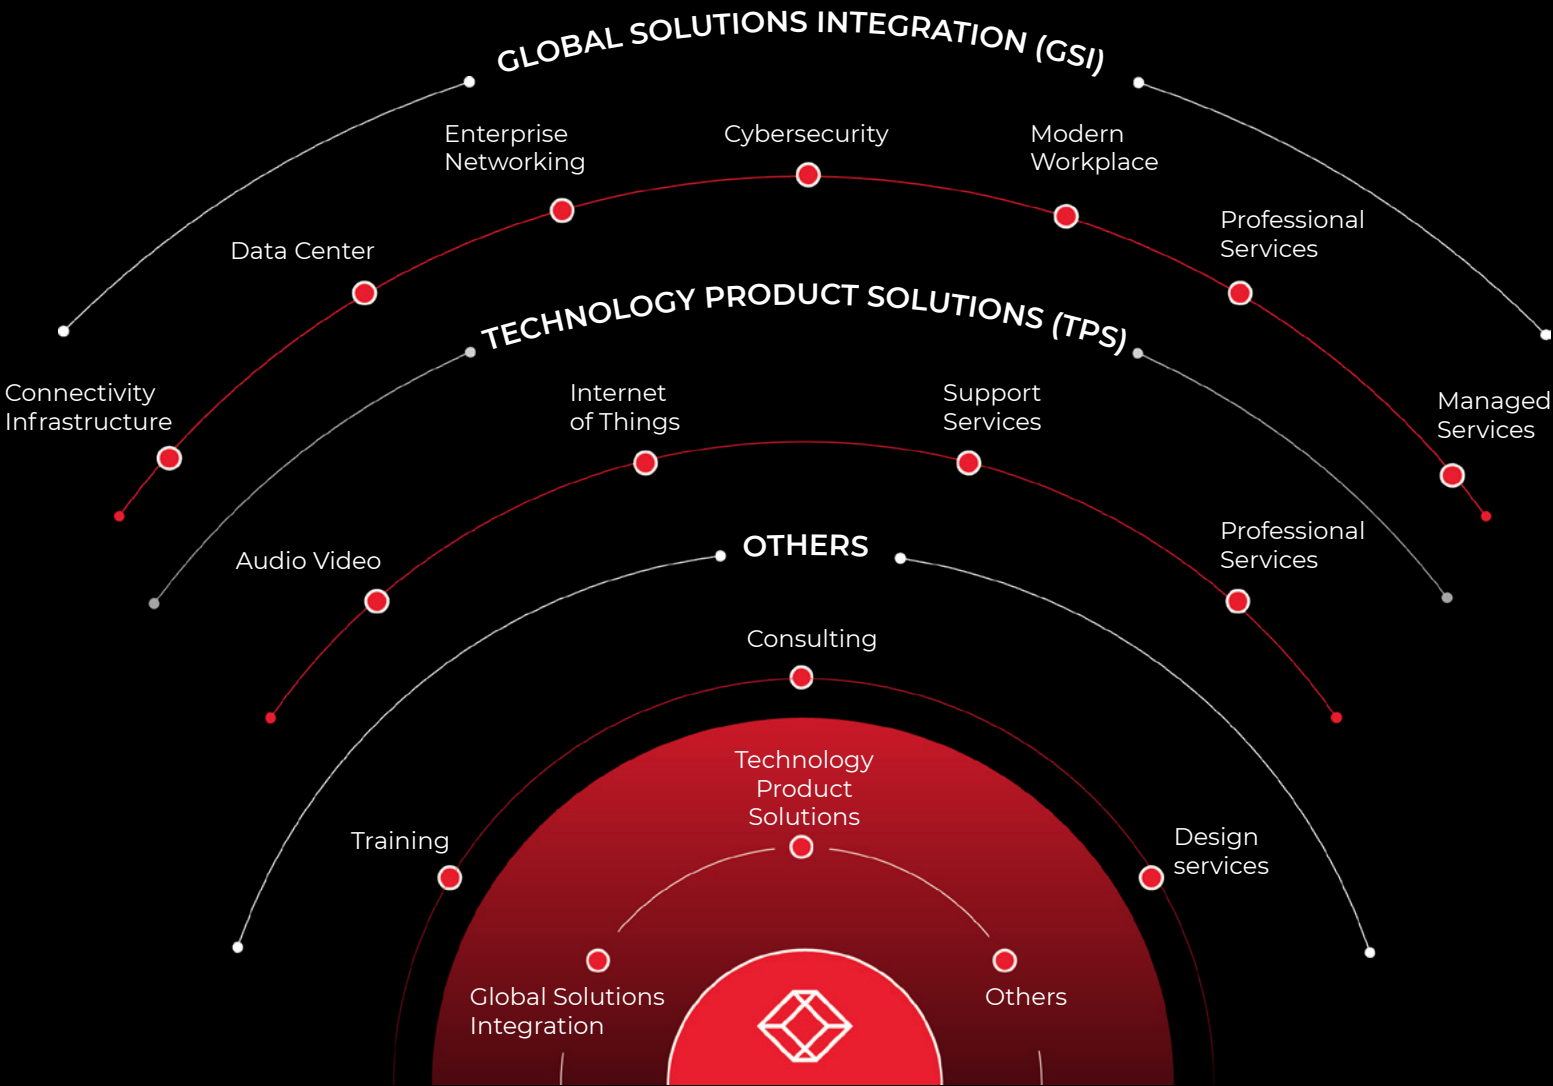 GLOBAL SOLUTIONS INTEGRATION (GSI)
Enterprise
Networking
Cybersecurity
Modern
Workplace
Data Center
Professional
Services
Connectivity
Infrastructure
Managed
Services
TECHNOLOGY PRODUCT SOLUTIONS (TPS)
Internet
of Things
Support
Services
Audio Video
Professional
Services
OTHERS
Consulting
Training
Design
services
Technology
Product
Solutions
Global Solutions
Integration
Others